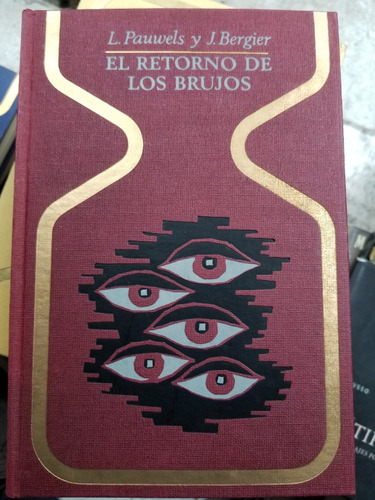 L. Pauwels y J. Bergier
EL RETORNO DE
LOS BRUJOS